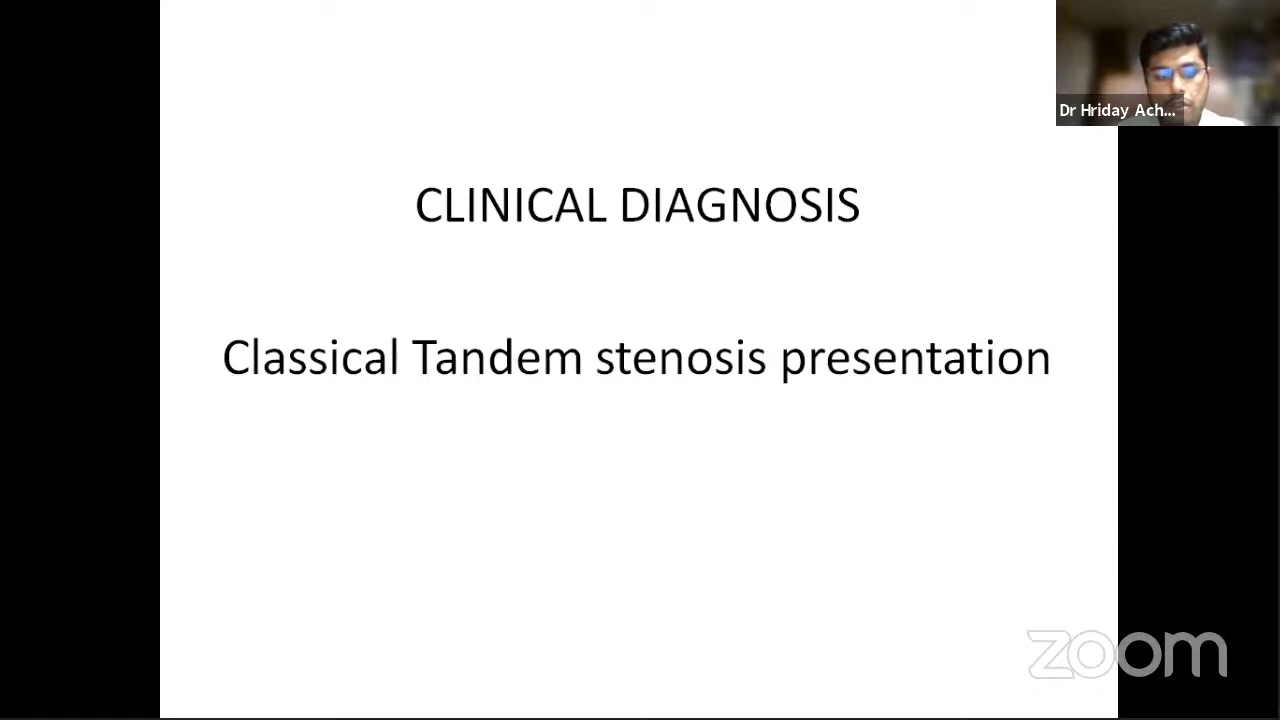 Dr Hriday Ach...
CLINICAL DIAGNOSIS
Classical Tandem stenosis presentation
zoom